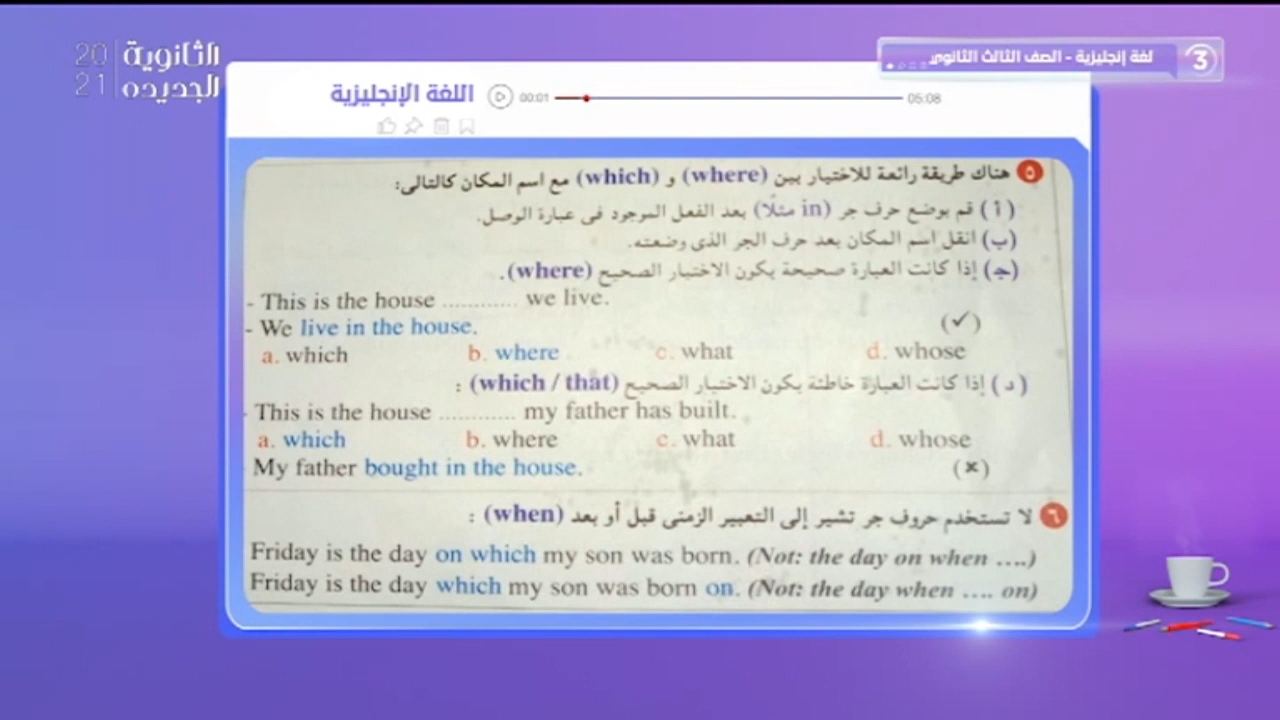 20 الثانوية
21 الجديده
لغة إنجليزية - الصف الثالث الثانوى 3
اللغة الإنجليزية 00:01 05:08
٥ هناك طريقة رائعة للاختيار بين (where) و (which) مع اسم المكان كالتالى:
(أ) قم بوضع حرف جر (in مثلًا) بعد الفعل الموجود فى عبارة الوصل.
(ب) انقل اسم المكان بعد حرف الجر الذى وضعته.
(جـ) إذا كانت العبارة صحيحة يكون الاختيار الصحيح (where).
- This is the house ............ we live.
- We live in the house. (✓)
a. which b. where c. what d. whose
(د) إذا كانت العبارة خاطئة يكون الاختيار الصحيح (which / that) :
- This is the house ............ my father has built.
a. which b. where c. what d. whose
My father bought in the house. (×)
٦ لا تستخدم حروف جر تشير إلى التعبير الزمنى قبل أو بعد (when) :
Friday is the day on which my son was born. (Not: the day on when ....)
Friday is the day which my son was born on. (Not: the day when .... on)